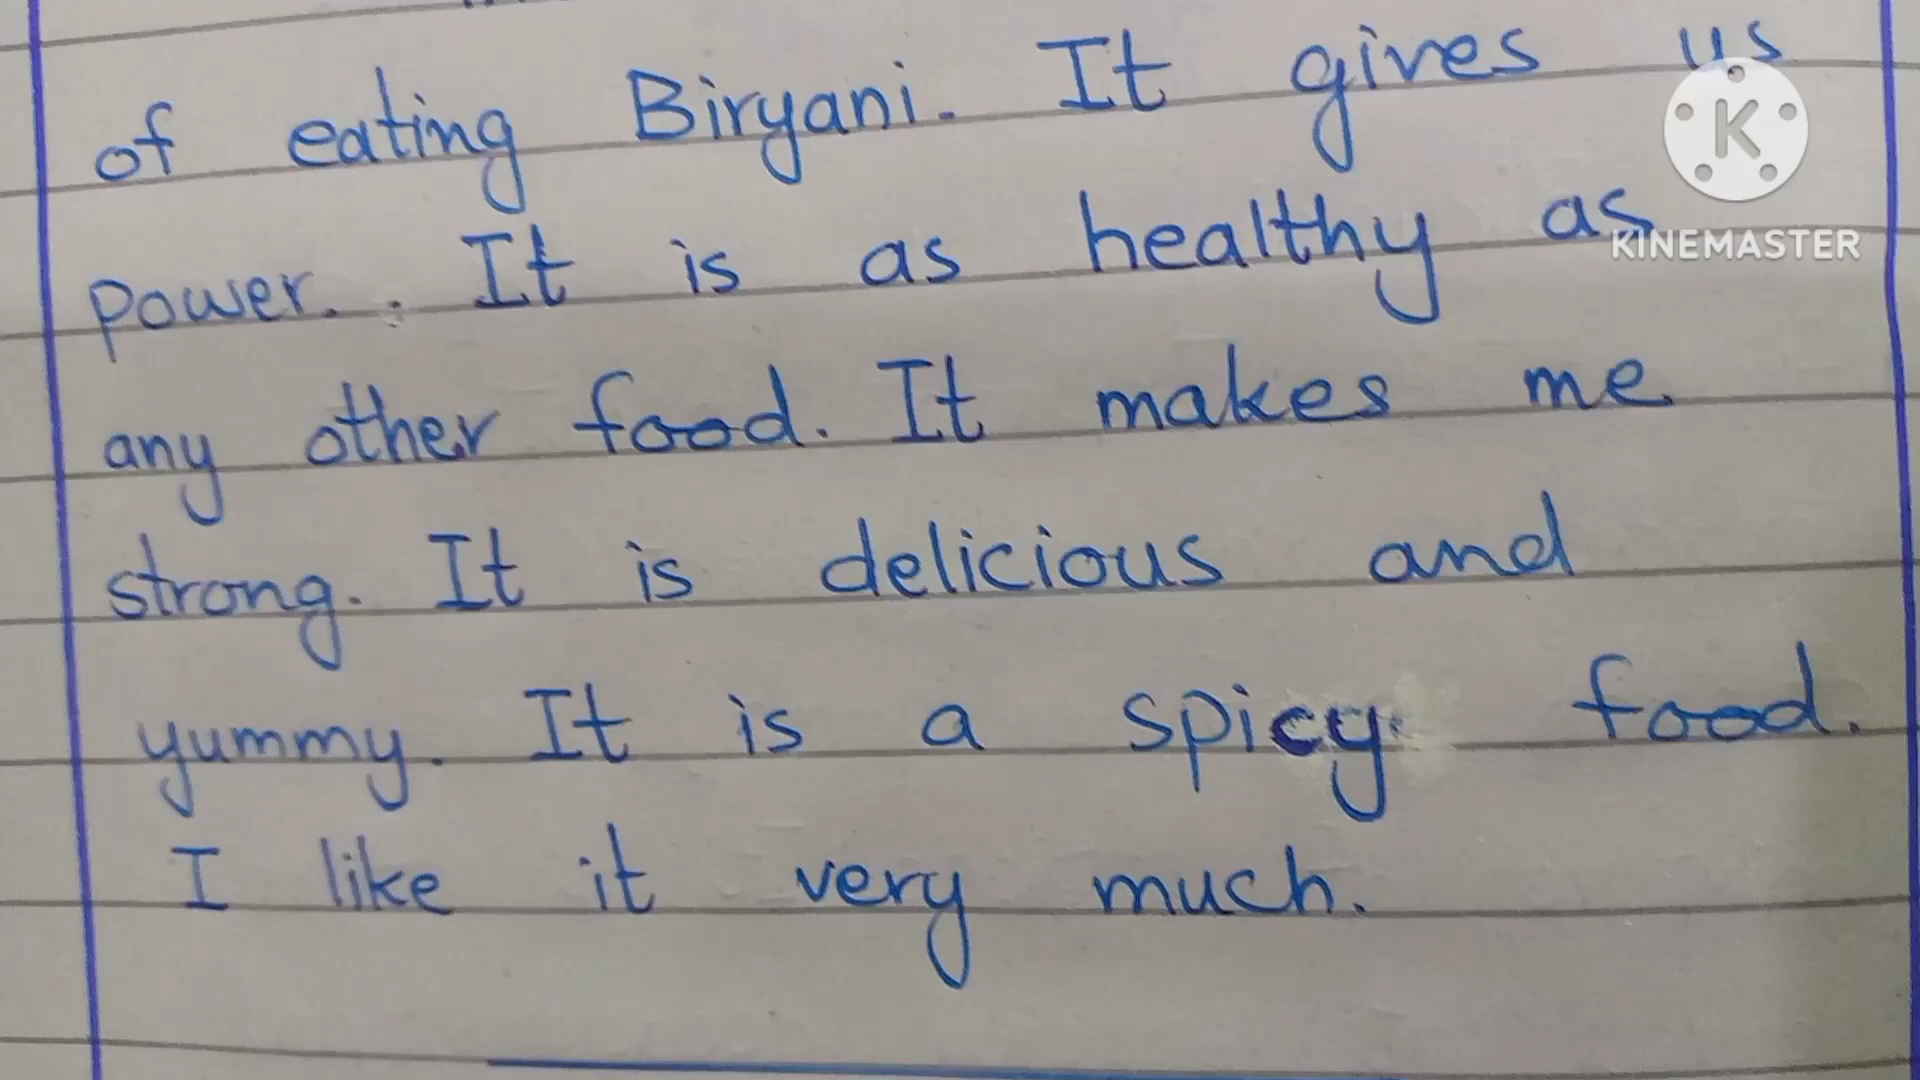 of eating Biryani. It gives us
power. . It is as healthy as
any other food. It makes me
strong. It is delicious and
yummy. It is a spicy food.
I like it very much.
K
KINEMASTER